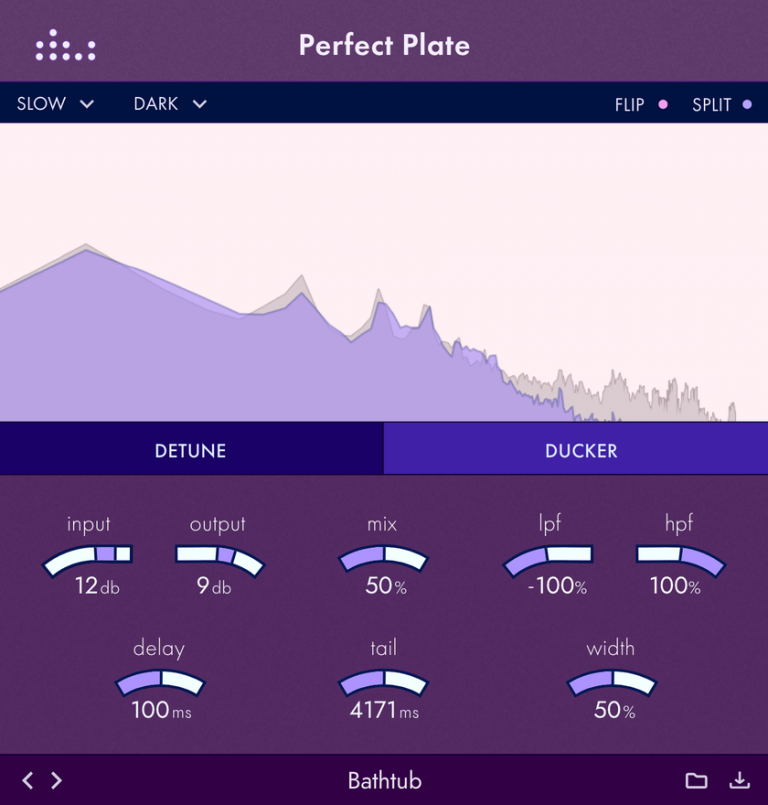 Perfect Plate
SLOW DARK FLIP SPLIT
DETUNE DUCKER
input output mix lpf hpf
12db 9db 50% -100% 100%
delay tail width
100ms 4171ms 50%
Bathtub